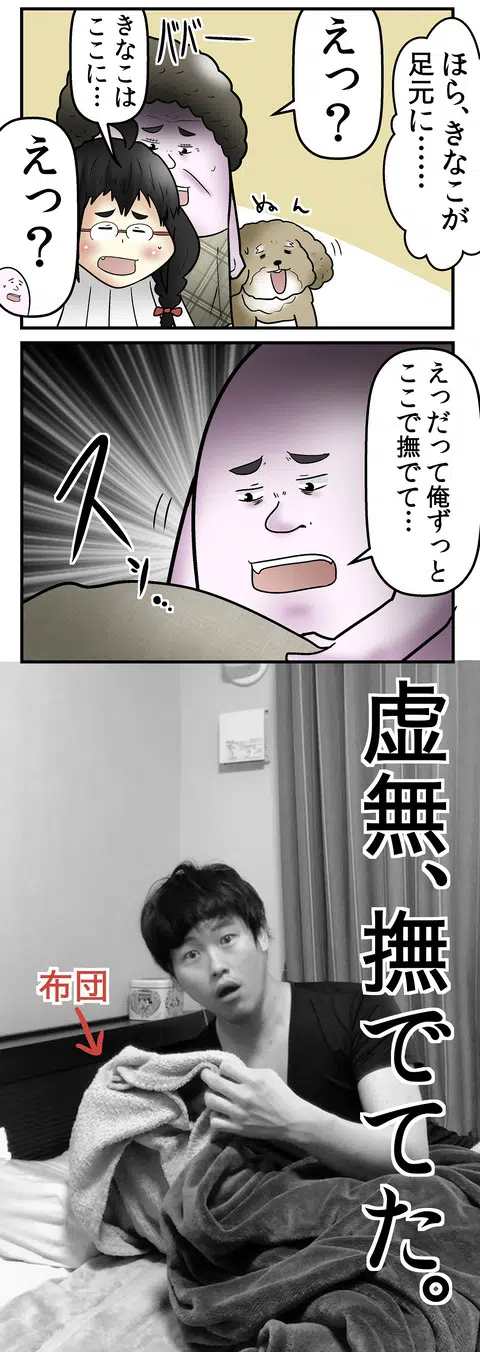 ほら、きなこが
足元に……
えっ？
ババーー
きなこは
ここに…
えっ？
ぬん
えっだって俺ずっと
ここで撫でて…
スッ…
虚無、撫でてた。
布団